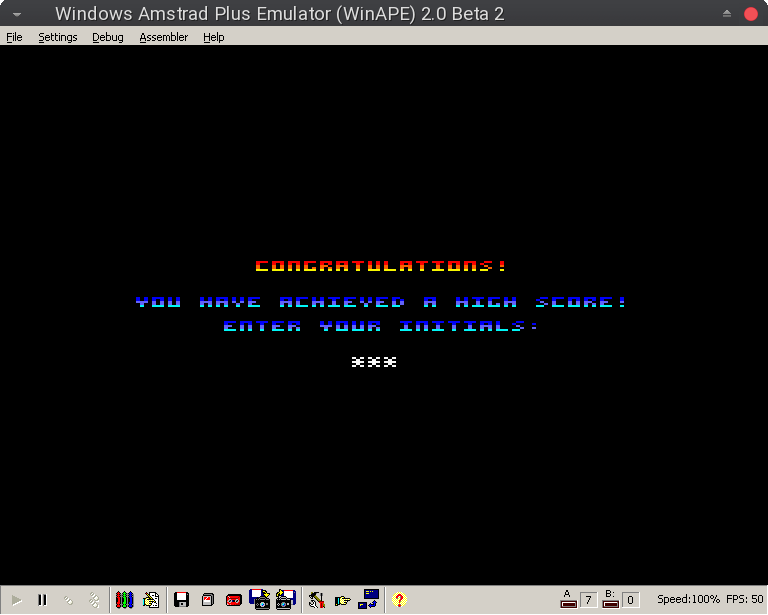 Windows Amstrad Plus Emulator (WinAPE) 2.0 Beta 2
File Settings Debug Assembler Help
CONGRATULATIONS!
YOU HAVE ACHIEVED A HIGH SCORE!
ENTER YOUR INITIALS:
***
A 7 B: 0 Speed:100% FPS: 50